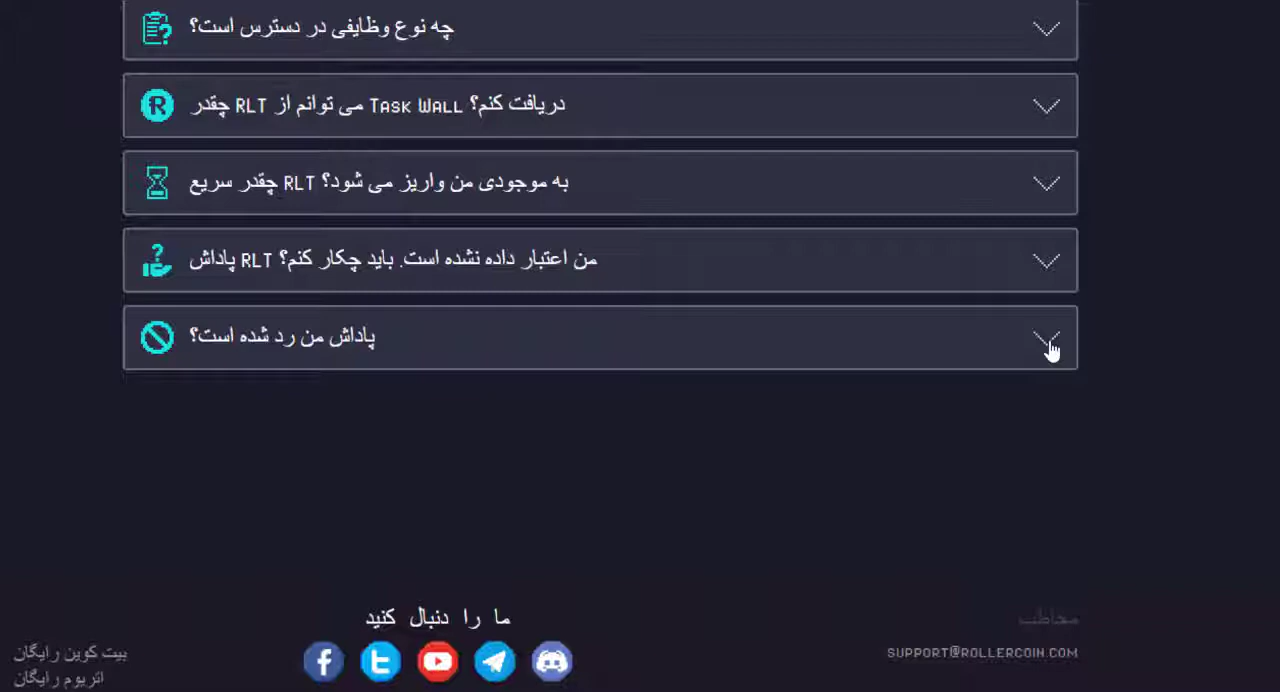 چه نوع وظایفی در دسترس است؟
چقدر RLT می توانم از Task Wall دریافت کنم؟
چقدر سریع RLT به موجودی من واریز می شود؟
پاداش RLT من اعتبار داده نشده است. باید چکار کنم؟
پاداش من رد شده است؟
ما را دنبال کنید
مخاطب
بیت کوین رایگان
SUPPORT@ROLLERCOIN.COM
اتریوم رایگان